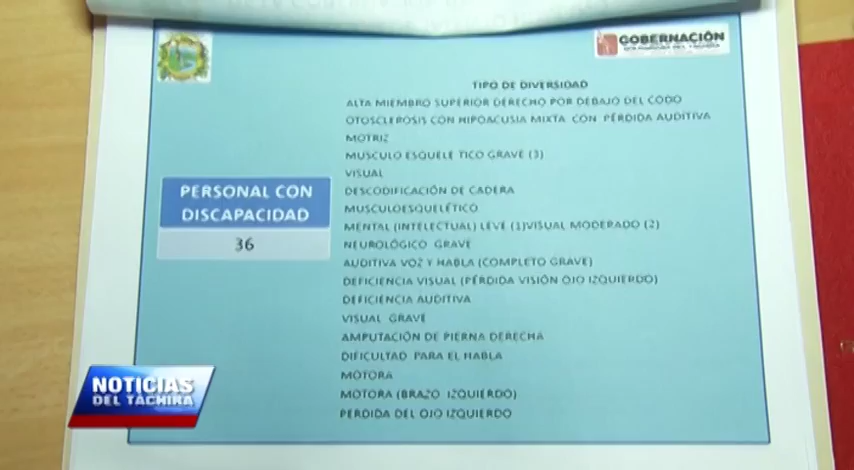 GOBERNACIÓN
TIPO DE DIVERSIDAD
ALTA MIEMBRO SUPERIOR DERECHO POR DEBAJO DEL CODO
OTOSCLEROSIS CON HIPOACUSIA MIXTA CON PÉRDIDA AUDITIVA
MOTRIZ
MUSCULO ESQUELE TICO GRAVE (3)
VISUAL
DESCODIFICACIÓN DE CADERA
MUSCULOESQUELÉTICO
MENTAL (INTELECTUAL) LEVE (1)VISUAL MODERADO (2)
NEUROLÓGICO GRAVE
AUDITIVA VOZ Y HABLA (COMPLETO GRAVE)
DEFICIENCIA VISUAL (PÉRDIDA VISIÓN OJO IZQUIERDO)
DEFICIENCIA AUDITIVA
VISUAL GRAVE
AMPUTACIÓN DE PIERNA DERECHA
DIFICULTAD PARA EL HABLA
MOTORA
MOTORA (BRAZO IZQUIERDO)
PERDIDA DEL OJO IZQUIERDO
PERSONAL CON
DISCAPACIDAD
36
NOTICIAS
DEL TÁCHIRA